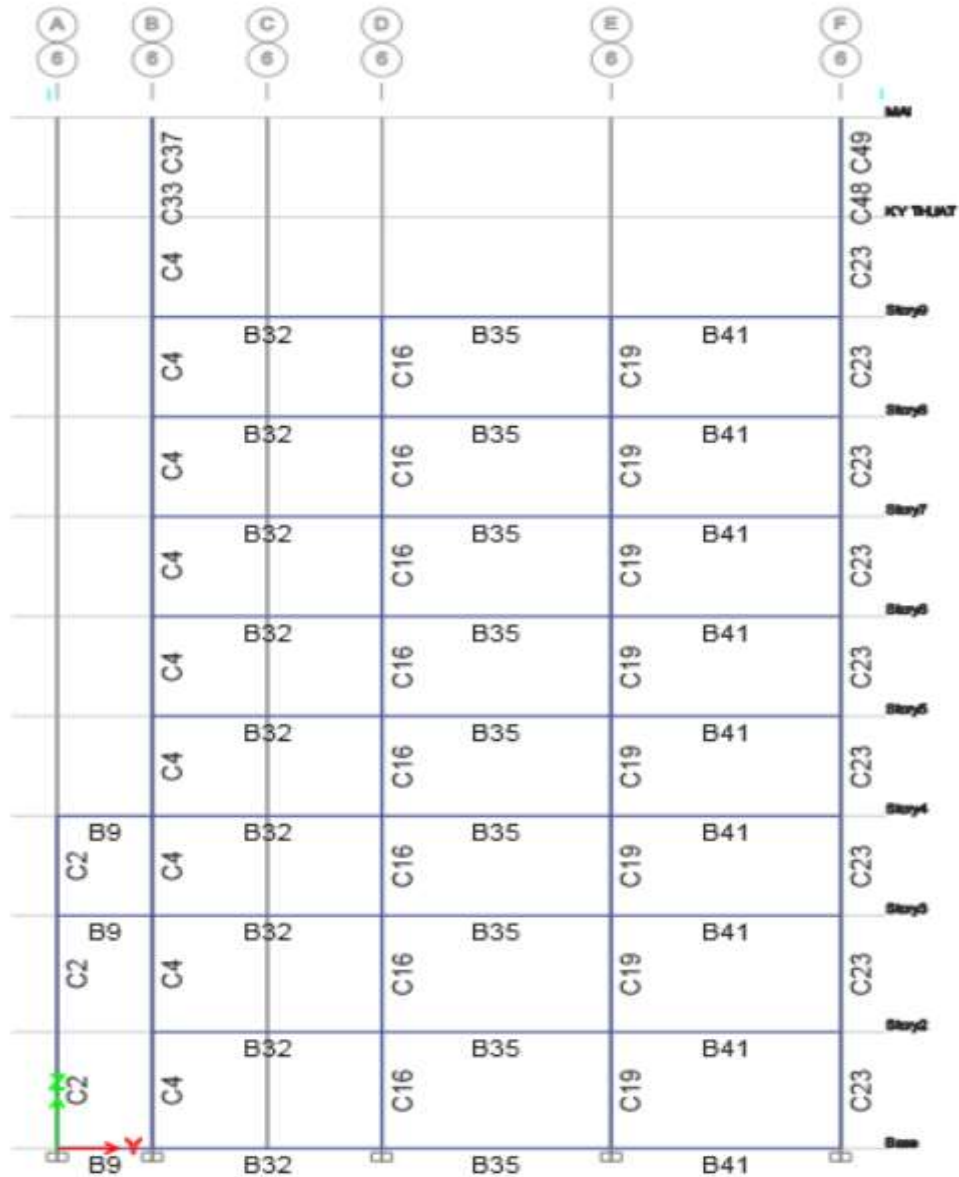 A B C D E F
6 6 6 6 6 6
MAI
C37 C49
C33 C48
KY THUAT
C4 C23
Story9
B32 B35 B41
C4 C16 C19 C23
Story8
B32 B35 B41
C4 C16 C19 C23
Story7
B32 B35 B41
C4 C16 C19 C23
Story6
B32 B35 B41
C4 C16 C19 C23
Story5
B32 B35 B41
C4 C16 C19 C23
Story4
B9 B32 B35 B41
C2 C4 C16 C19 C23
Story3
B9 B32 B35 B41
C2 C4 C16 C19 C23
Story2
B32 B35 B41
C2 C4 C16 C19 C23
Z
Y
Base
B9 B32 B35 B41